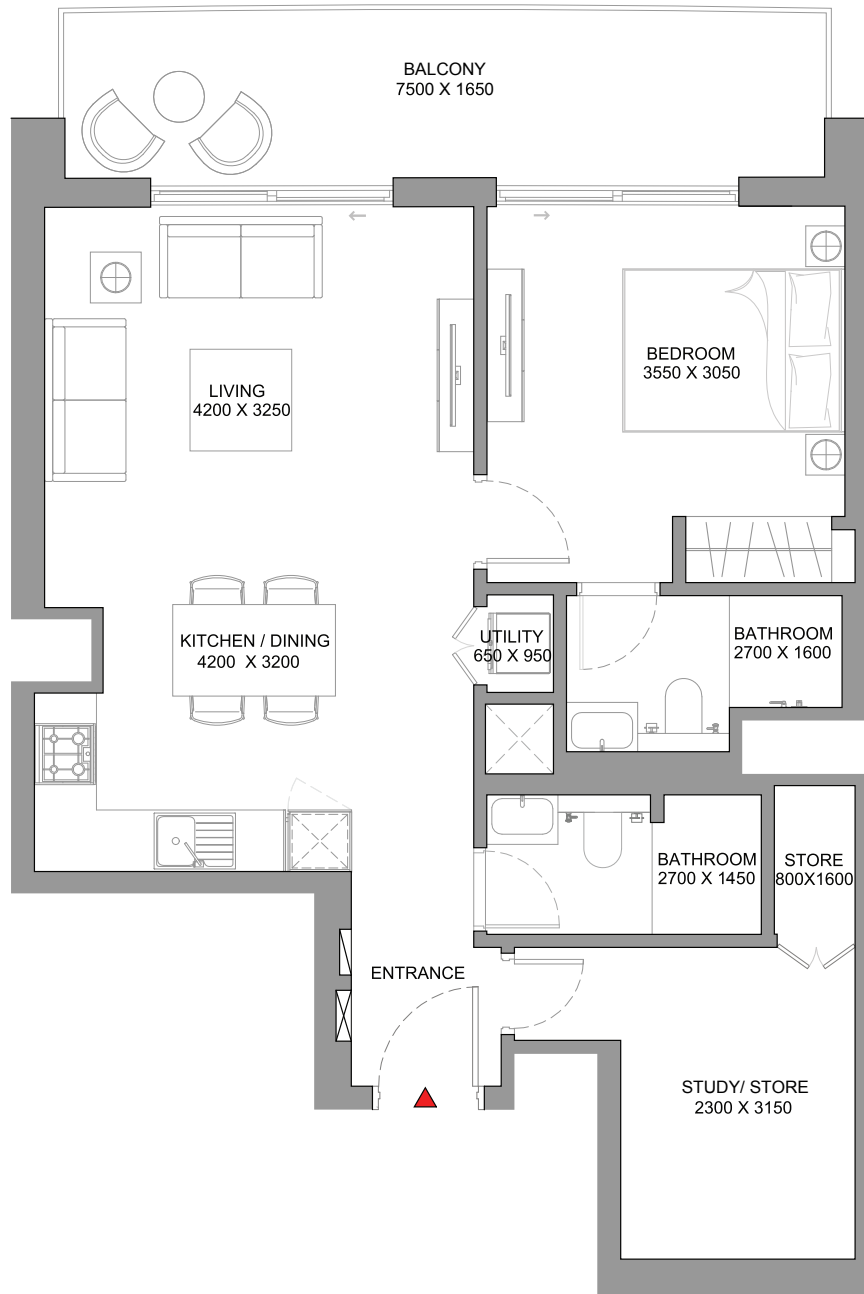 BALCONY
7500 X 1650
LIVING
4200 X 3250
BEDROOM
3550 X 3050
KITCHEN / DINING
4200 X 3200
UTILITY
650 X 950
BATHROOM
2700 X 1600
BATHROOM
2700 X 1450
STORE
800X1600
ENTRANCE
STUDY/ STORE
2300 X 3150